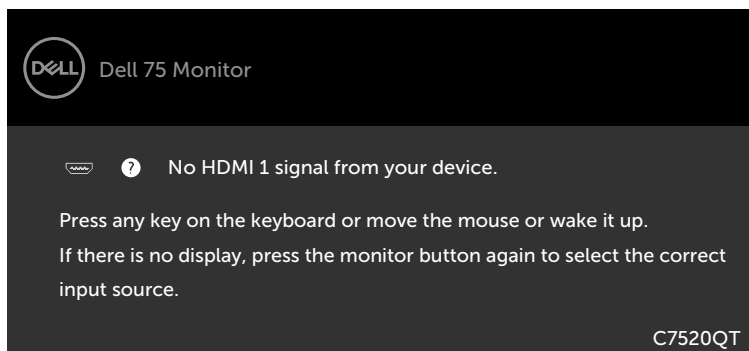 DELL Dell 75 Monitor
? No HDMI 1 signal from your device.
Press any key on the keyboard or move the mouse or wake it up.
If there is no display, press the monitor button again to select the correct
input source.
C7520QT